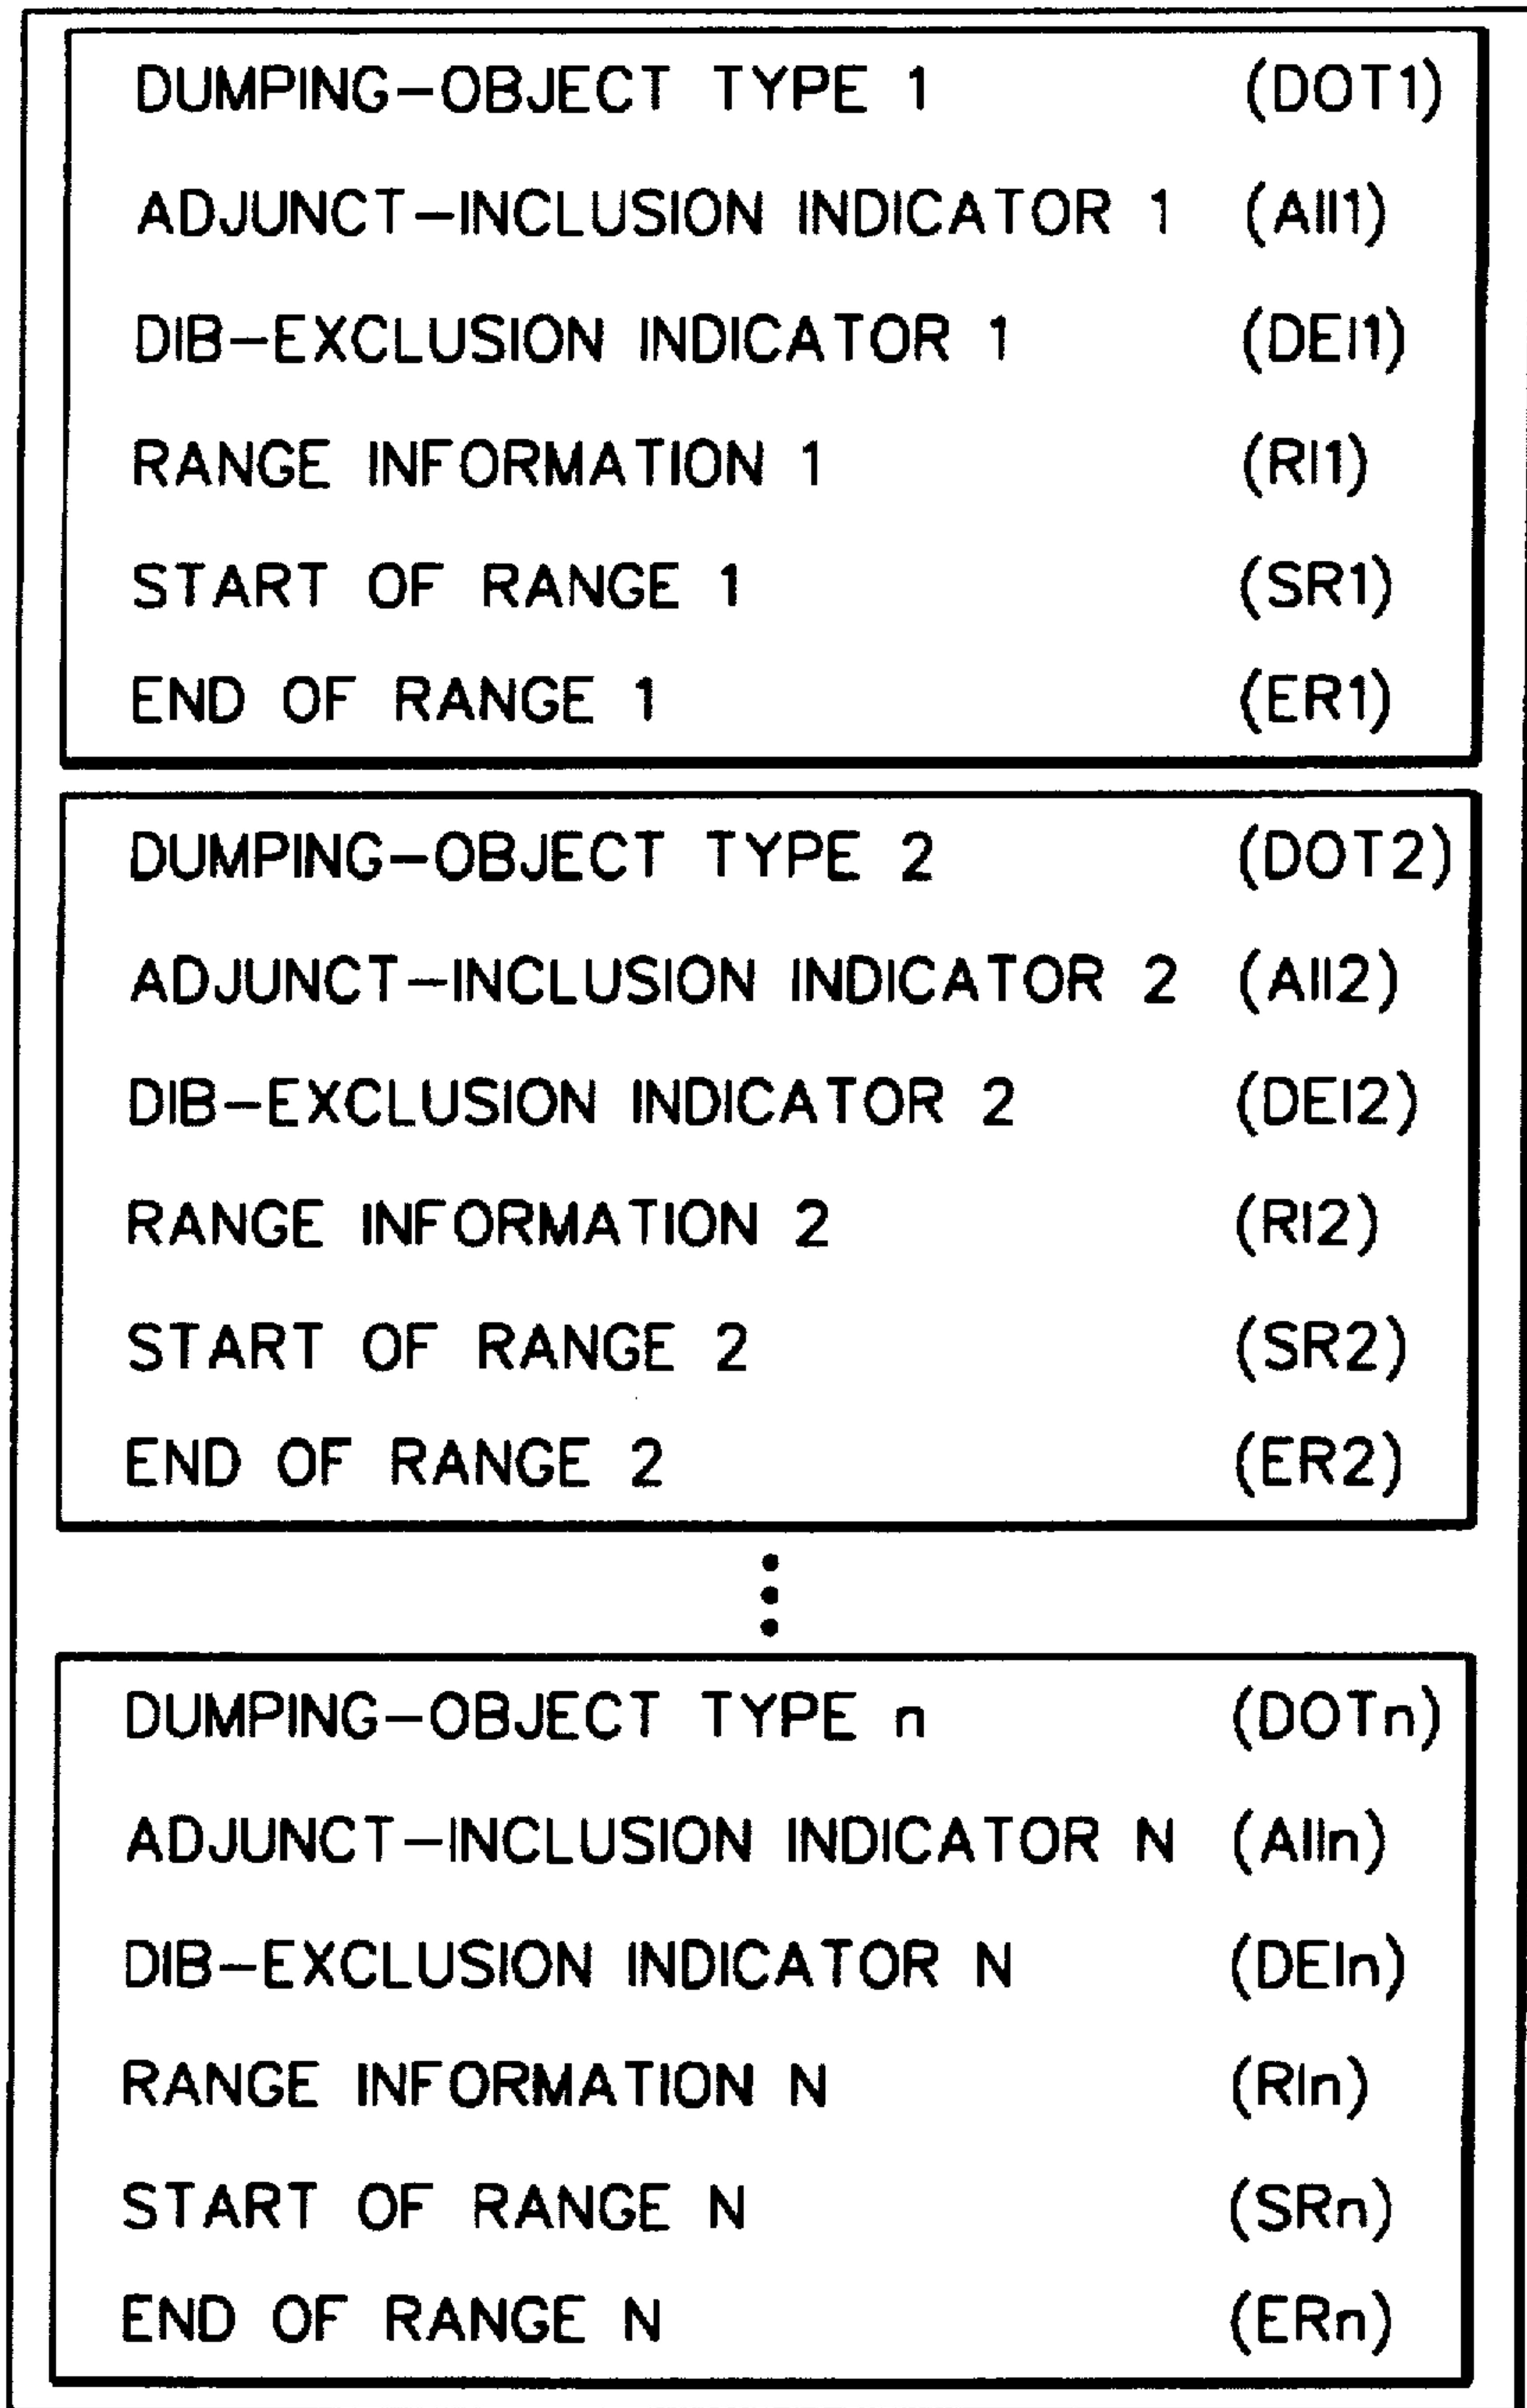 DUMPING-OBJECT TYPE 1 (DOT1)
ADJUNCT-INCLUSION INDICATOR 1 (AII1)
DIB-EXCLUSION INDICATOR 1 (DEI1)
RANGE INFORMATION 1 (RI1)
START OF RANGE 1 (SR1)
END OF RANGE 1 (ER1)
DUMPING-OBJECT TYPE 2 (DOT2)
ADJUNCT-INCLUSION INDICATOR 2 (AII2)
DIB-EXCLUSION INDICATOR 2 (DEI2)
RANGE INFORMATION 2 (RI2)
START OF RANGE 2 (SR2)
END OF RANGE 2 (ER2)
DUMPING-OBJECT TYPE n (DOTn)
ADJUNCT-INCLUSION INDICATOR N (AIIn)
DIB-EXCLUSION INDICATOR N (DEIn)
RANGE INFORMATION N (RIn)
START OF RANGE N (SRn)
END OF RANGE N (ERn)